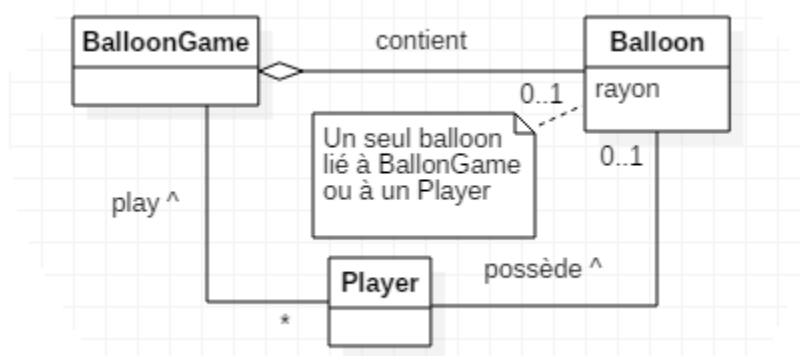 BalloonGame
contient
Balloon
0..1
rayon
Un seul balloon
lié à BallonGame
ou à un Player
0..1
play ^
Player
possède ^
*